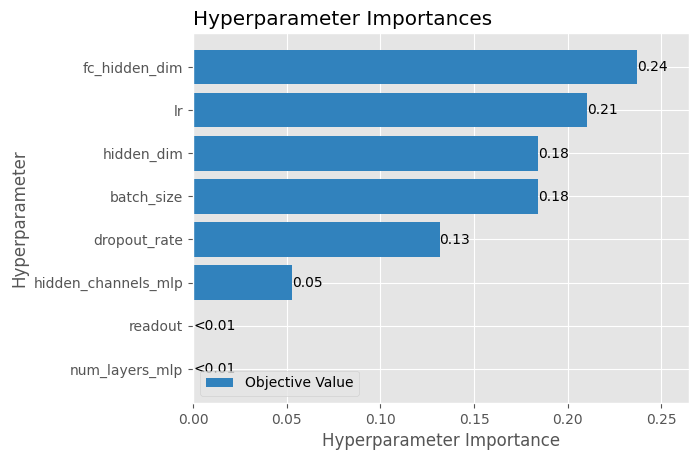 Hyperparameter Importances
Hyperparameter
fc_hidden_dim
0.24
lr
0.21
hidden_dim
0.18
batch_size
0.18
dropout_rate
0.13
hidden_channels_mlp
0.05
readout
<0.01
num_layers_mlp
<0.01
Objective Value
0.00 0.05 0.10 0.15 0.20 0.25
Hyperparameter Importance